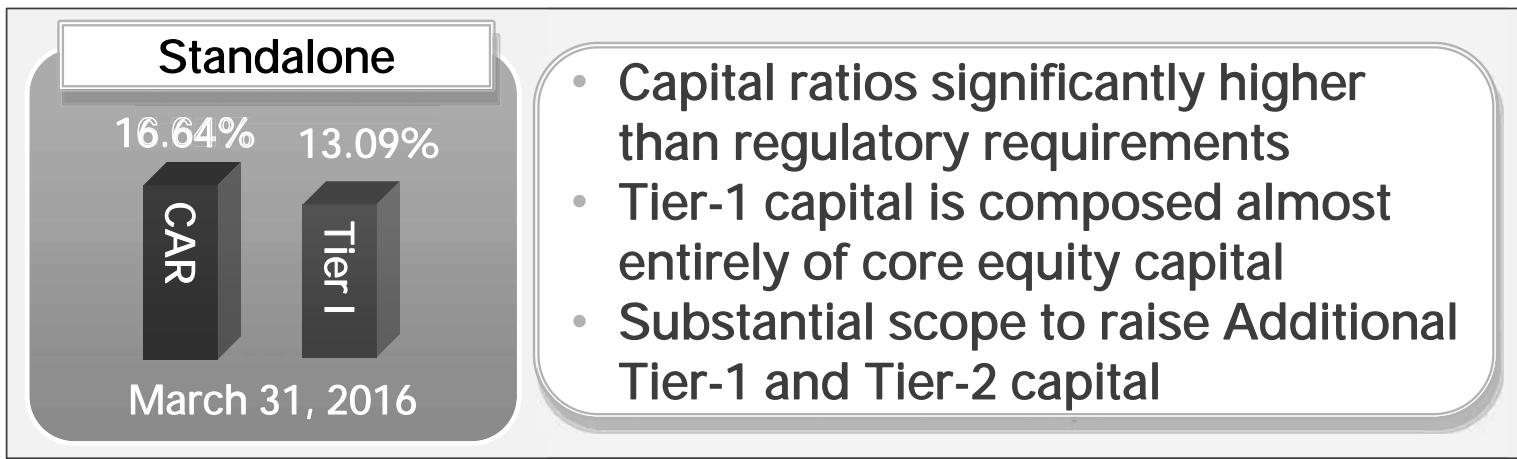 Standalone
16.64%
13.09%
CAR
Tier I
March 31, 2016
• Capital ratios significantly higher
than regulatory requirements
• Tier-1 capital is composed almost
entirely of core equity capital
• Substantial scope to raise Additional
Tier-1 and Tier-2 capital